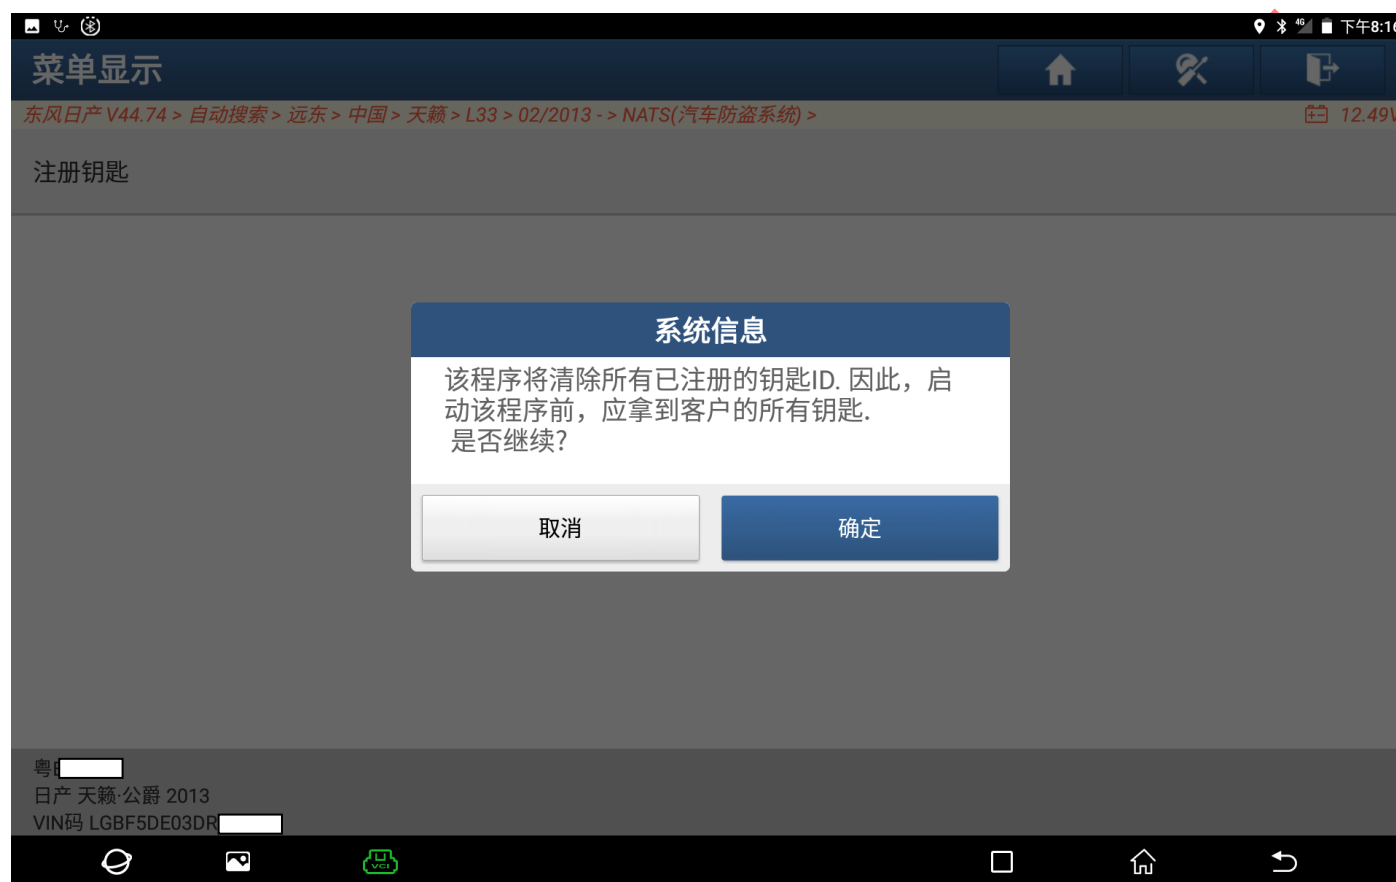 4G 下午8:16
菜单显示
东风日产 V44.74 > 自动搜索 > 远东 > 中国 > 天籁 > L33 > 02/2013 - > NATS(汽车防盗系统) > 12.49V
注册钥匙
系统信息
该程序将清除所有已注册的钥匙ID. 因此，启
动该程序前，应拿到客户的所有钥匙.
是否继续?
取消 确定
粤
日产 天籁·公爵 2013
VIN码 LGBF5DE03DR
VCI